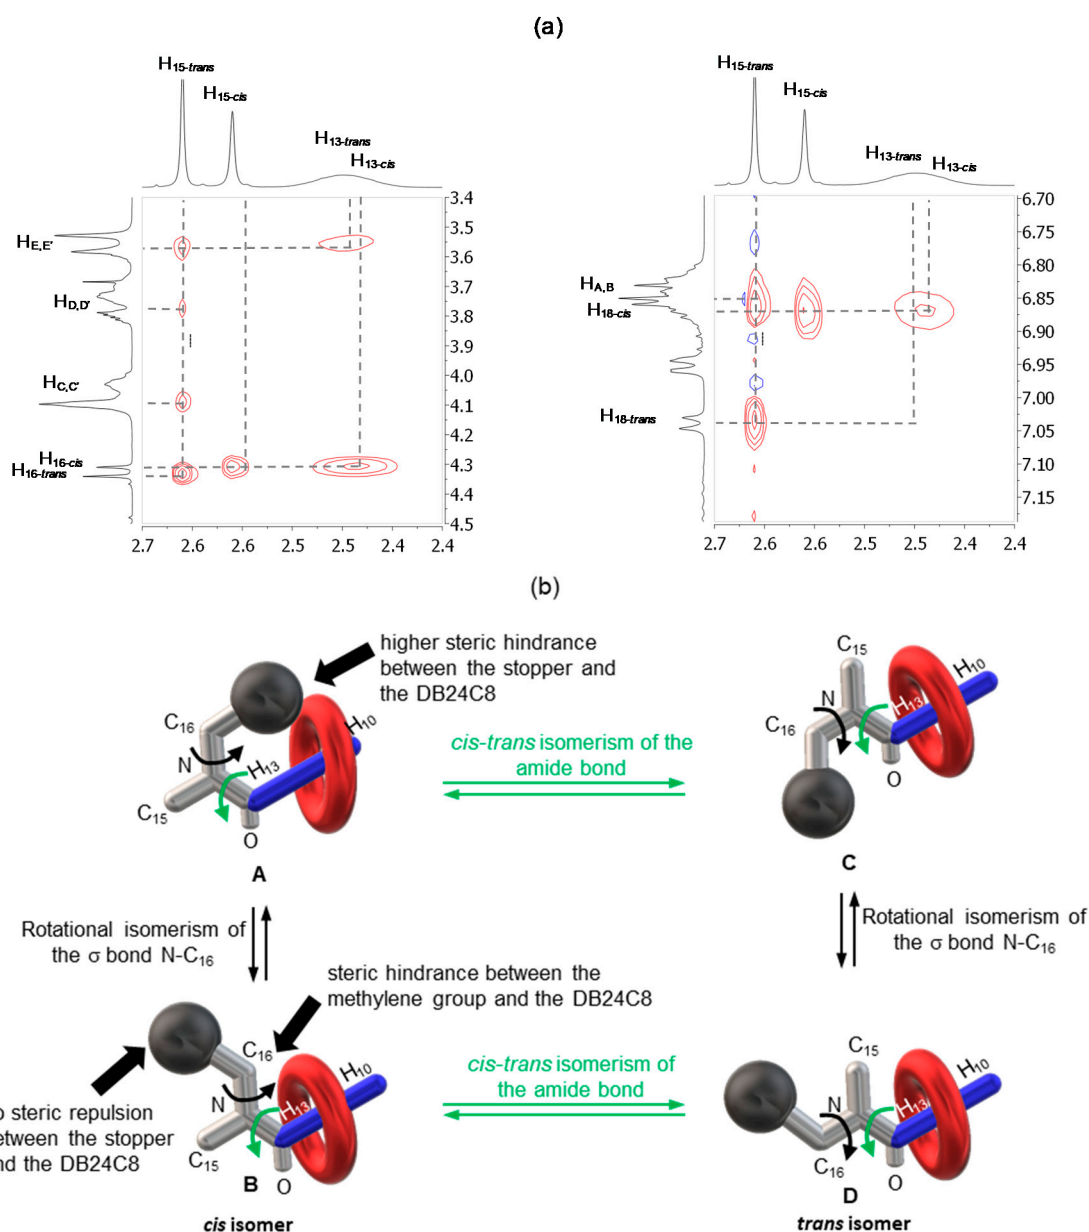 (a)
H15-trans
H15-cis
H13-trans
H13-cis
HE,E'
HD,D'
HC,C'
H16-cis
H16-trans
3.4
3.5
3.6
3.7
3.8
3.9
4.0
4.1
4.2
4.3
4.4
4.5
2.7 2.6 2.5 2.4
H15-trans
H15-cis
H13-trans
H13-cis
HA,B
H18-cis
H18-trans
6.70
6.75
6.80
6.85
6.90
6.95
7.00
7.05
7.10
7.15
2.7 2.6 2.5 2.4 2.4
(b)
higher steric hindrance
between the stopper and
the DB24C8
C16
N
H13
H10
C15
O
A
cis-trans isomerism of the
amide bond
C15
N
H13
H10
C16
O
C
Rotational isomerism of
the σ bond N-C16
Rotational isomerism of
the σ bond N-C16
steric hindrance between the
methylene group and the DB24C8
o steric repulsion
etween the stopper
nd the DB24C8
C16
N
H13
H10
C15
O
B
cis isomer
cis-trans isomerism of
the amide bond
C15
N
H13
H10
C16
O
D
trans isomer